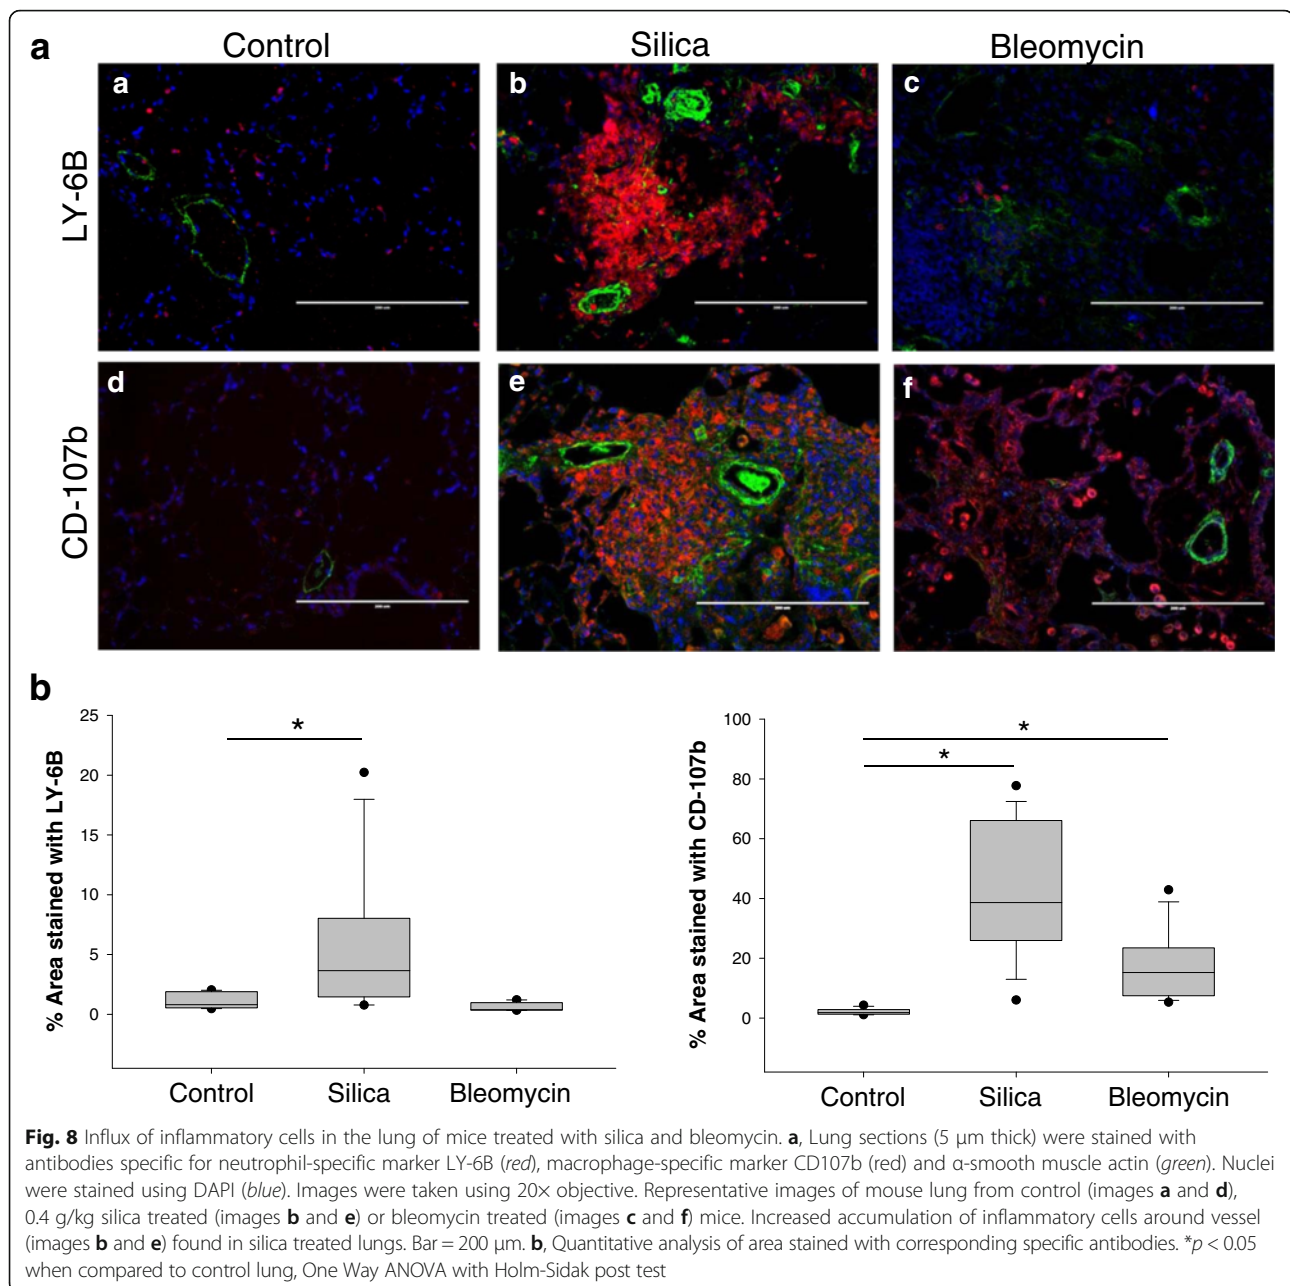 a
Control
Silica
Bleomycin
LY-6B
a
b
c
CD-107b
d
e
f
b
25
20
15
10
5
0
% Area stained with LY-6B
*
Control
Silica
Bleomycin
100
80
60
40
20
0
% Area stained with CD-107b
*
*
Control
Silica
Bleomycin
Fig. 8 Influx of inflammatory cells in the lung of mice treated with silica and bleomycin. a, Lung sections (5 μm thick) were stained with
antibodies specific for neutrophil-specific marker LY-6B (red), macrophage-specific marker CD107b (red) and α-smooth muscle actin (green). Nuclei
were stained using DAPI (blue). Images were taken using 20× objective. Representative images of mouse lung from control (images a and d),
0.4 g/kg silica treated (images b and e) or bleomycin treated (images c and f) mice. Increased accumulation of inflammatory cells around vessel
(images b and e) found in silica treated lungs. Bar = 200 μm. b, Quantitative analysis of area stained with corresponding specific antibodies. *p < 0.05
when compared to control lung, One Way ANOVA with Holm-Sidak post test